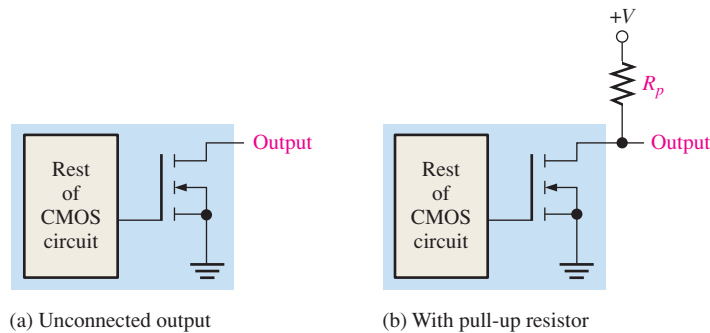 +V
R_p
Output
Output
Rest
of
CMOS
circuit
Rest
of
CMOS
circuit
(a) Unconnected output
(b) With pull-up resistor